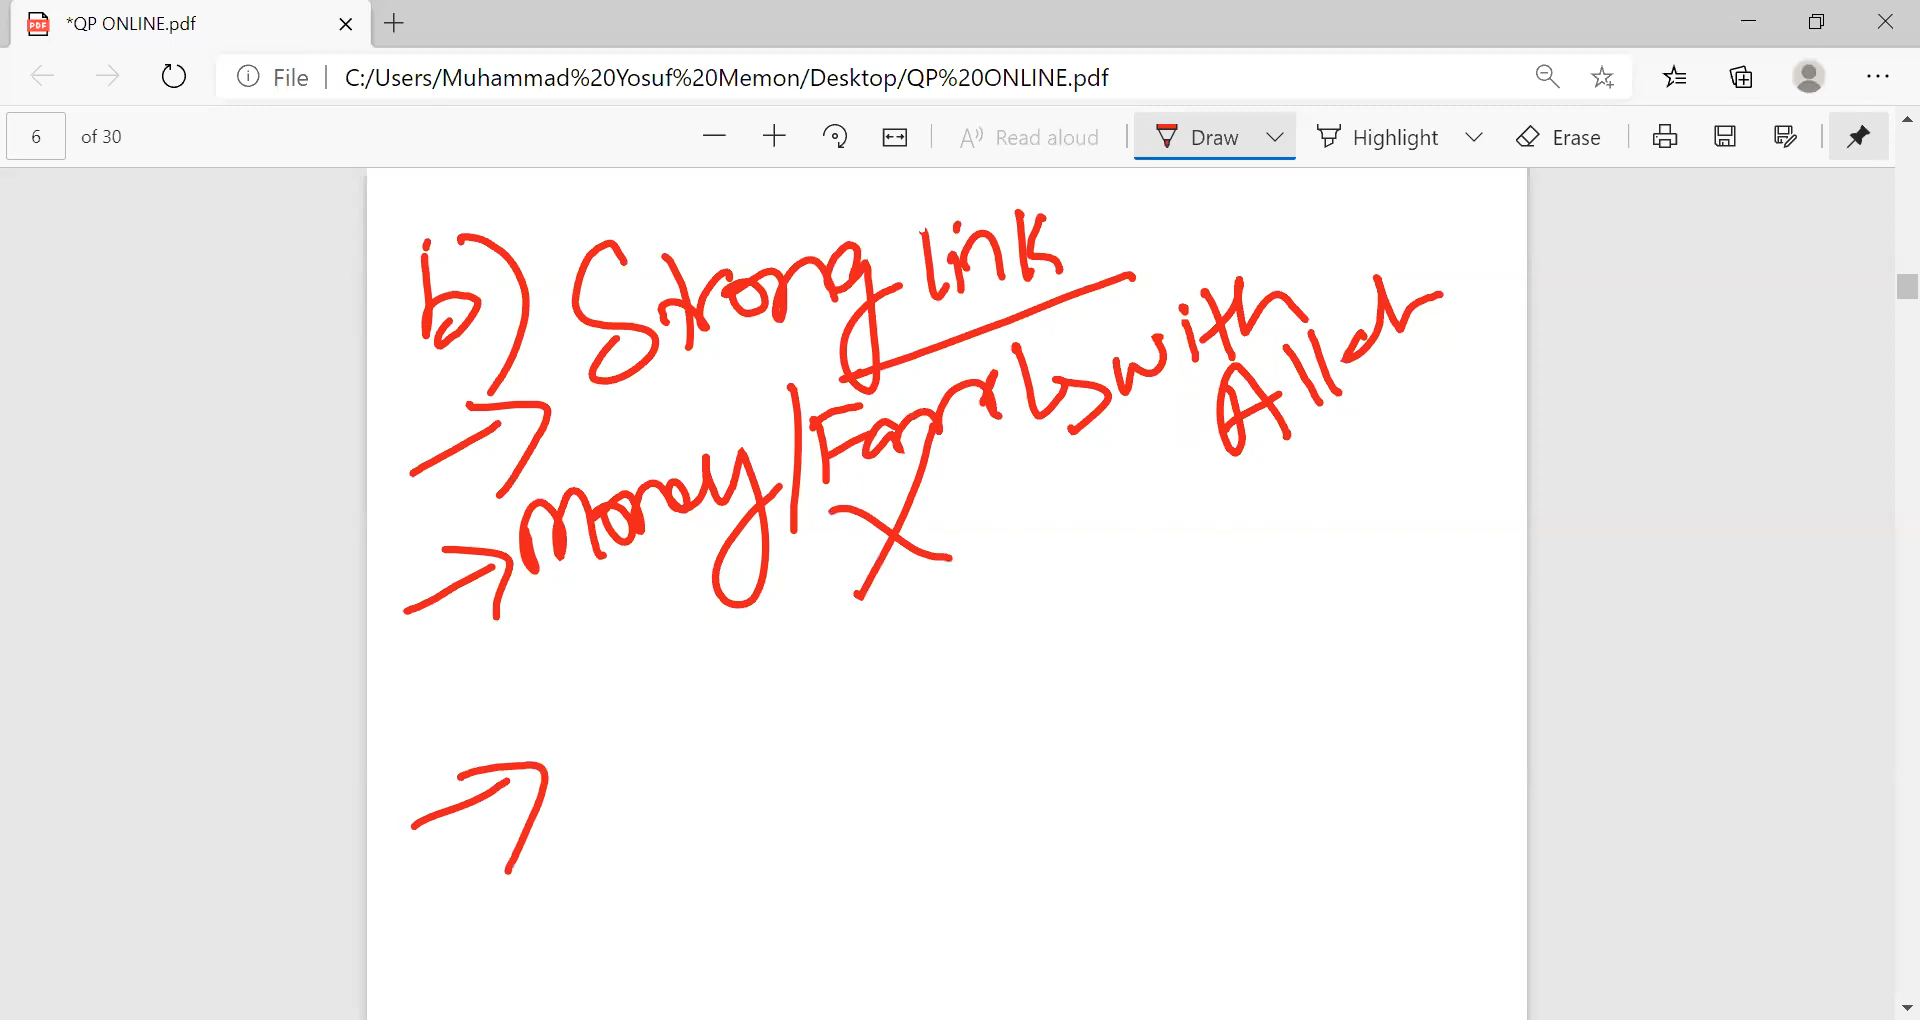 *QP ONLINE.pdf
File | C:/Users/Muhammad%20Yosuf%20Memon/Desktop/QP%20ONLINE.pdf
6 of 30 Read aloud Draw Highlight Erase
b) Strong link
with Allah
Money/